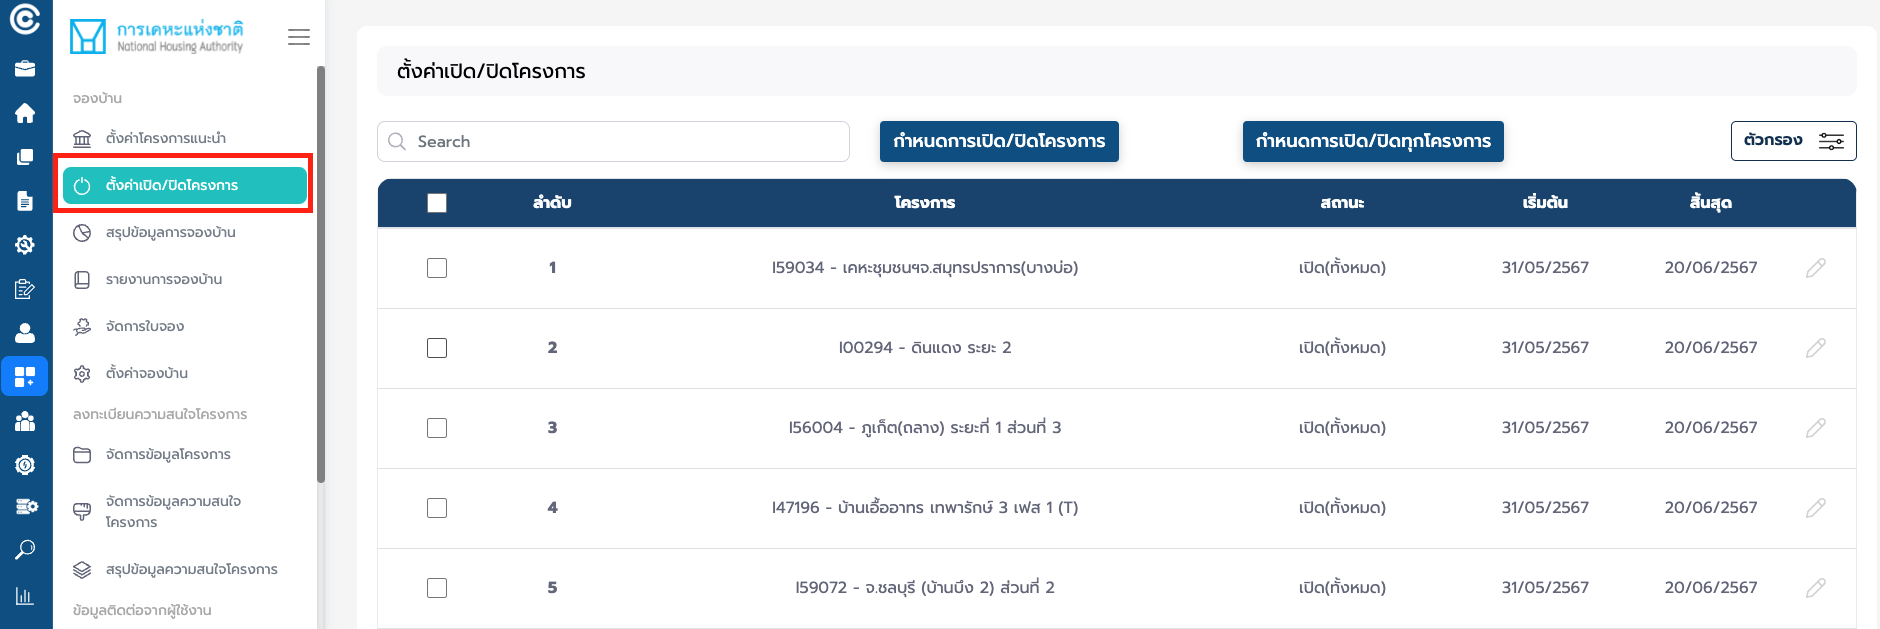 การเคหะแห่งชาติ
National Housing Authority
จองบ้าน
ตั้งค่าโครงการแนะนำ
ตั้งค่าเปิด/ปิดโครงการ
สรุปข้อมูลการจองบ้าน
รายงานการจองบ้าน
จัดการใบจอง
ตั้งค่าจองบ้าน
ลงทะเบียนความสนใจโครงการ
จัดการข้อมูลโครงการ
จัดการข้อมูลความสนใจ
โครงการ
สรุปข้อมูลความสนใจโครงการ
ข้อมูลติดต่อจากผู้ใช้งาน
ตั้งค่าเปิด/ปิดโครงการ
Search
กำหนดการเปิด/ปิดโครงการ
กำหนดการเปิด/ปิดทุกโครงการ
ตัวกรอง
ลำดับ โครงการ สถานะ เริ่มต้น สิ้นสุด
1 I59034 - เคหะชุมชนฯจ.สมุทรปราการ(บางบ่อ) เปิด(ทั้งหมด) 31/05/2567 20/06/2567
2 I00294 - ดินแดง ระยะ 2 เปิด(ทั้งหมด) 31/05/2567 20/06/2567
3 I56004 - ภูเก็ต(ถลาง) ระยะที่ 1 ส่วนที่ 3 เปิด(ทั้งหมด) 31/05/2567 20/06/2567
4 I47196 - บ้านเอื้ออาทร เทพารักษ์ 3 เฟส 1 (T) เปิด(ทั้งหมด) 31/05/2567 20/06/2567
5 I59072 - จ.ชลบุรี (บ้านบึง 2) ส่วนที่ 2 เปิด(ทั้งหมด) 31/05/2567 20/06/2567